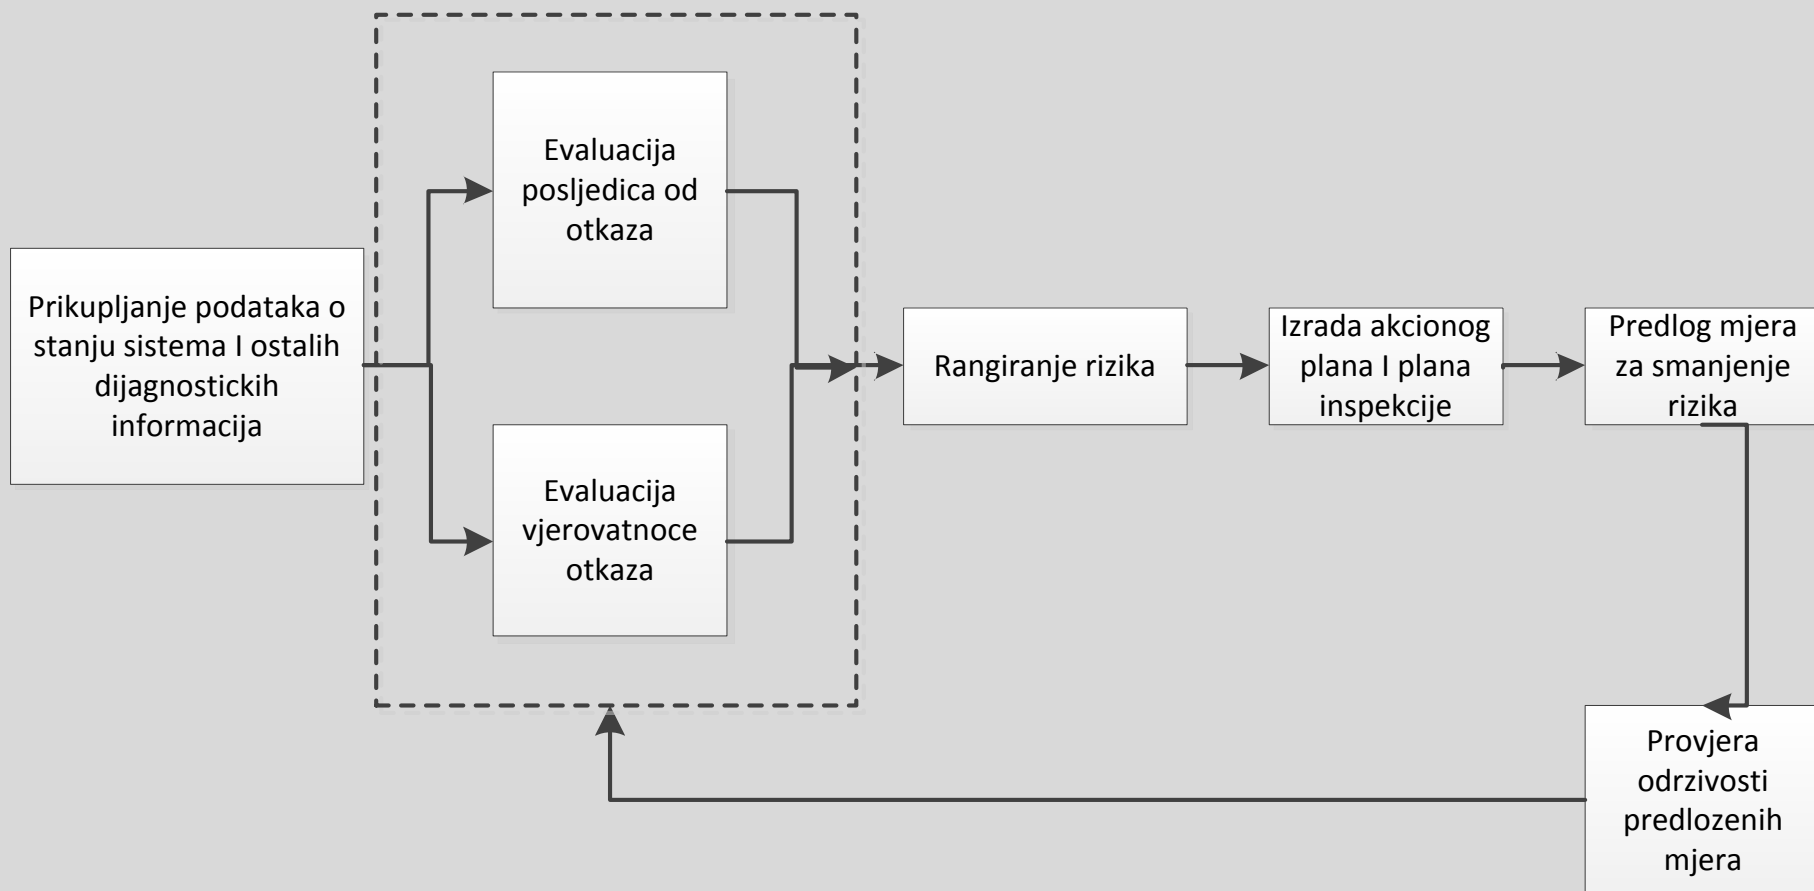 Prikupljanje podataka o
stanju sistema I ostalih
dijagnostickih
informacija
Evaluacija
posljedica od
otkaza
Evaluacija
vjerovatnoce
otkaza
Rangiranje rizika
Izrada akcionog
plana I plana
inspekcije
Predlog mjera
za smanjenje
rizika
Provjera
odrzivosti
predlozenih
mjera